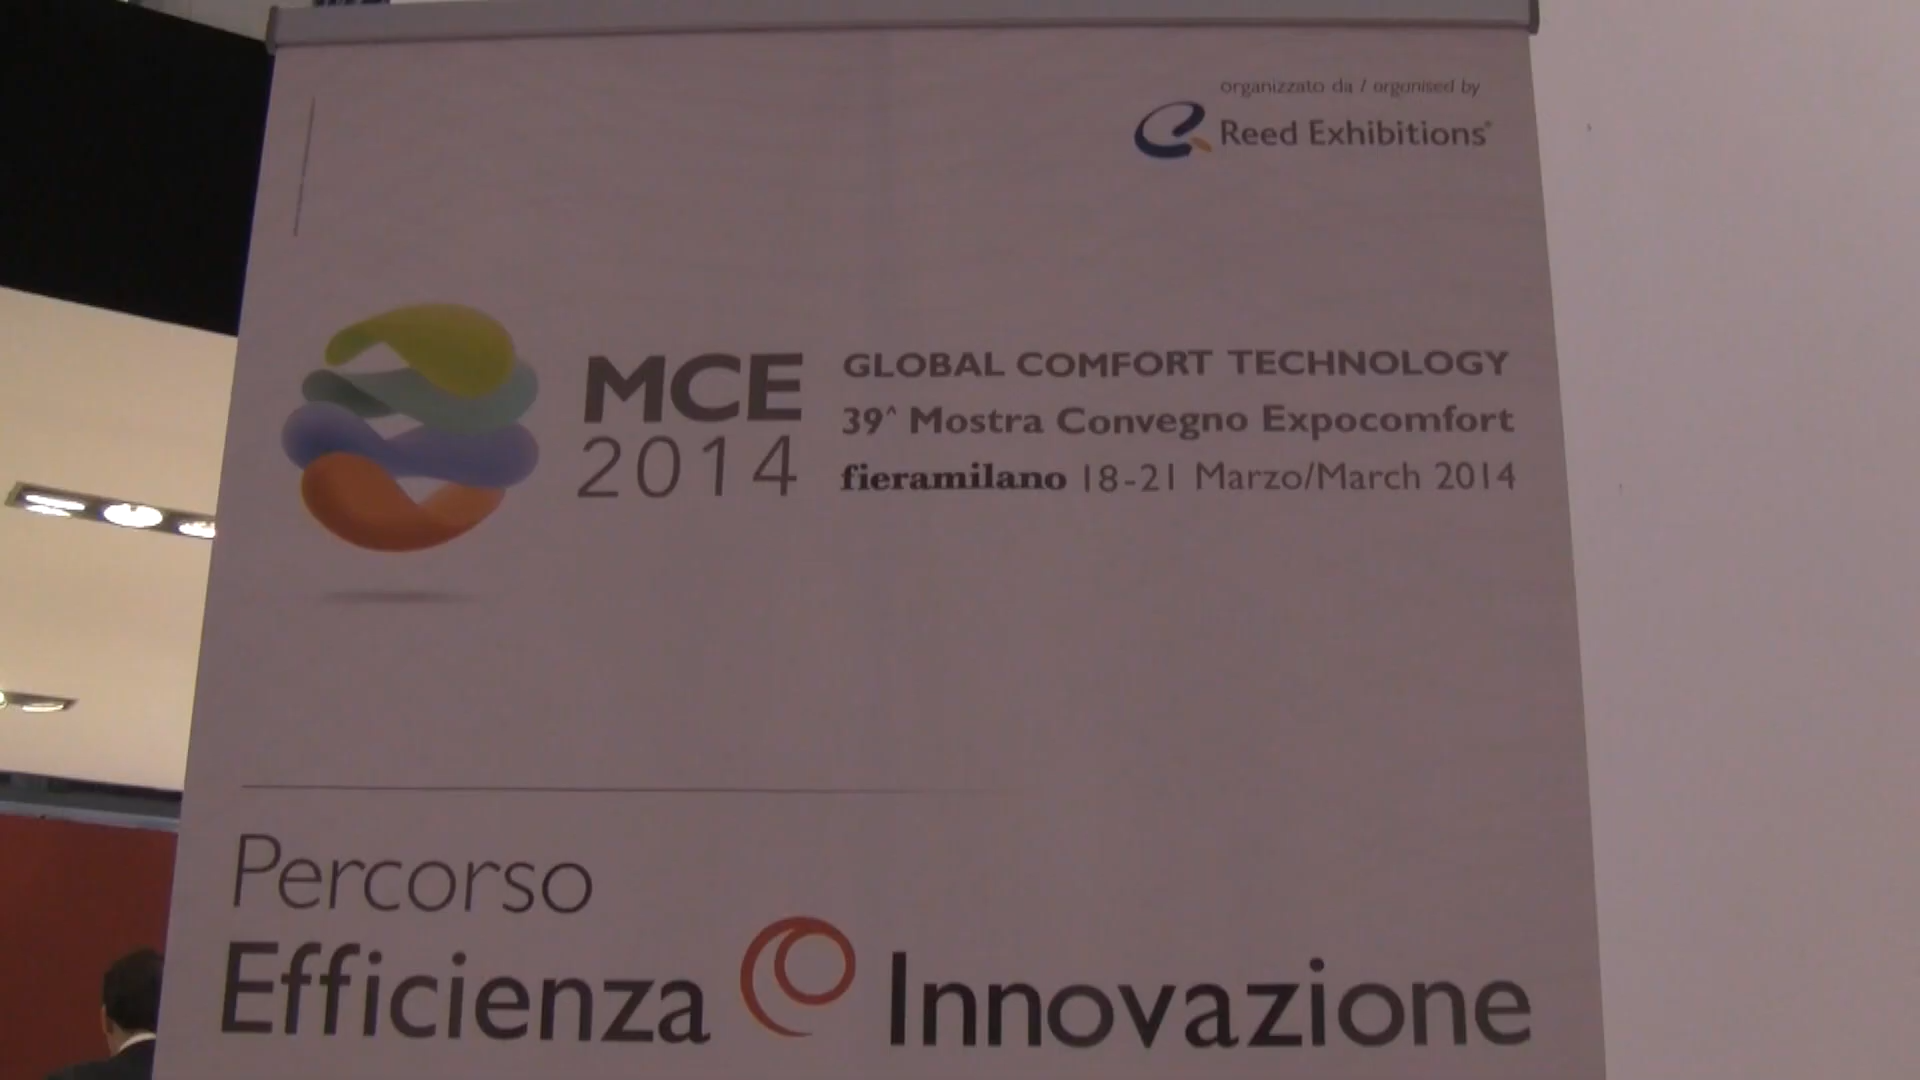 organizzato da / organised by
Reed Exhibitions®
MCE
2014
GLOBAL COMFORT TECHNOLOGY
39^ Mostra Convegno Expocomfort
fieramilano 18-21 Marzo/March 2014
Percorso
Efficienza Innovazione